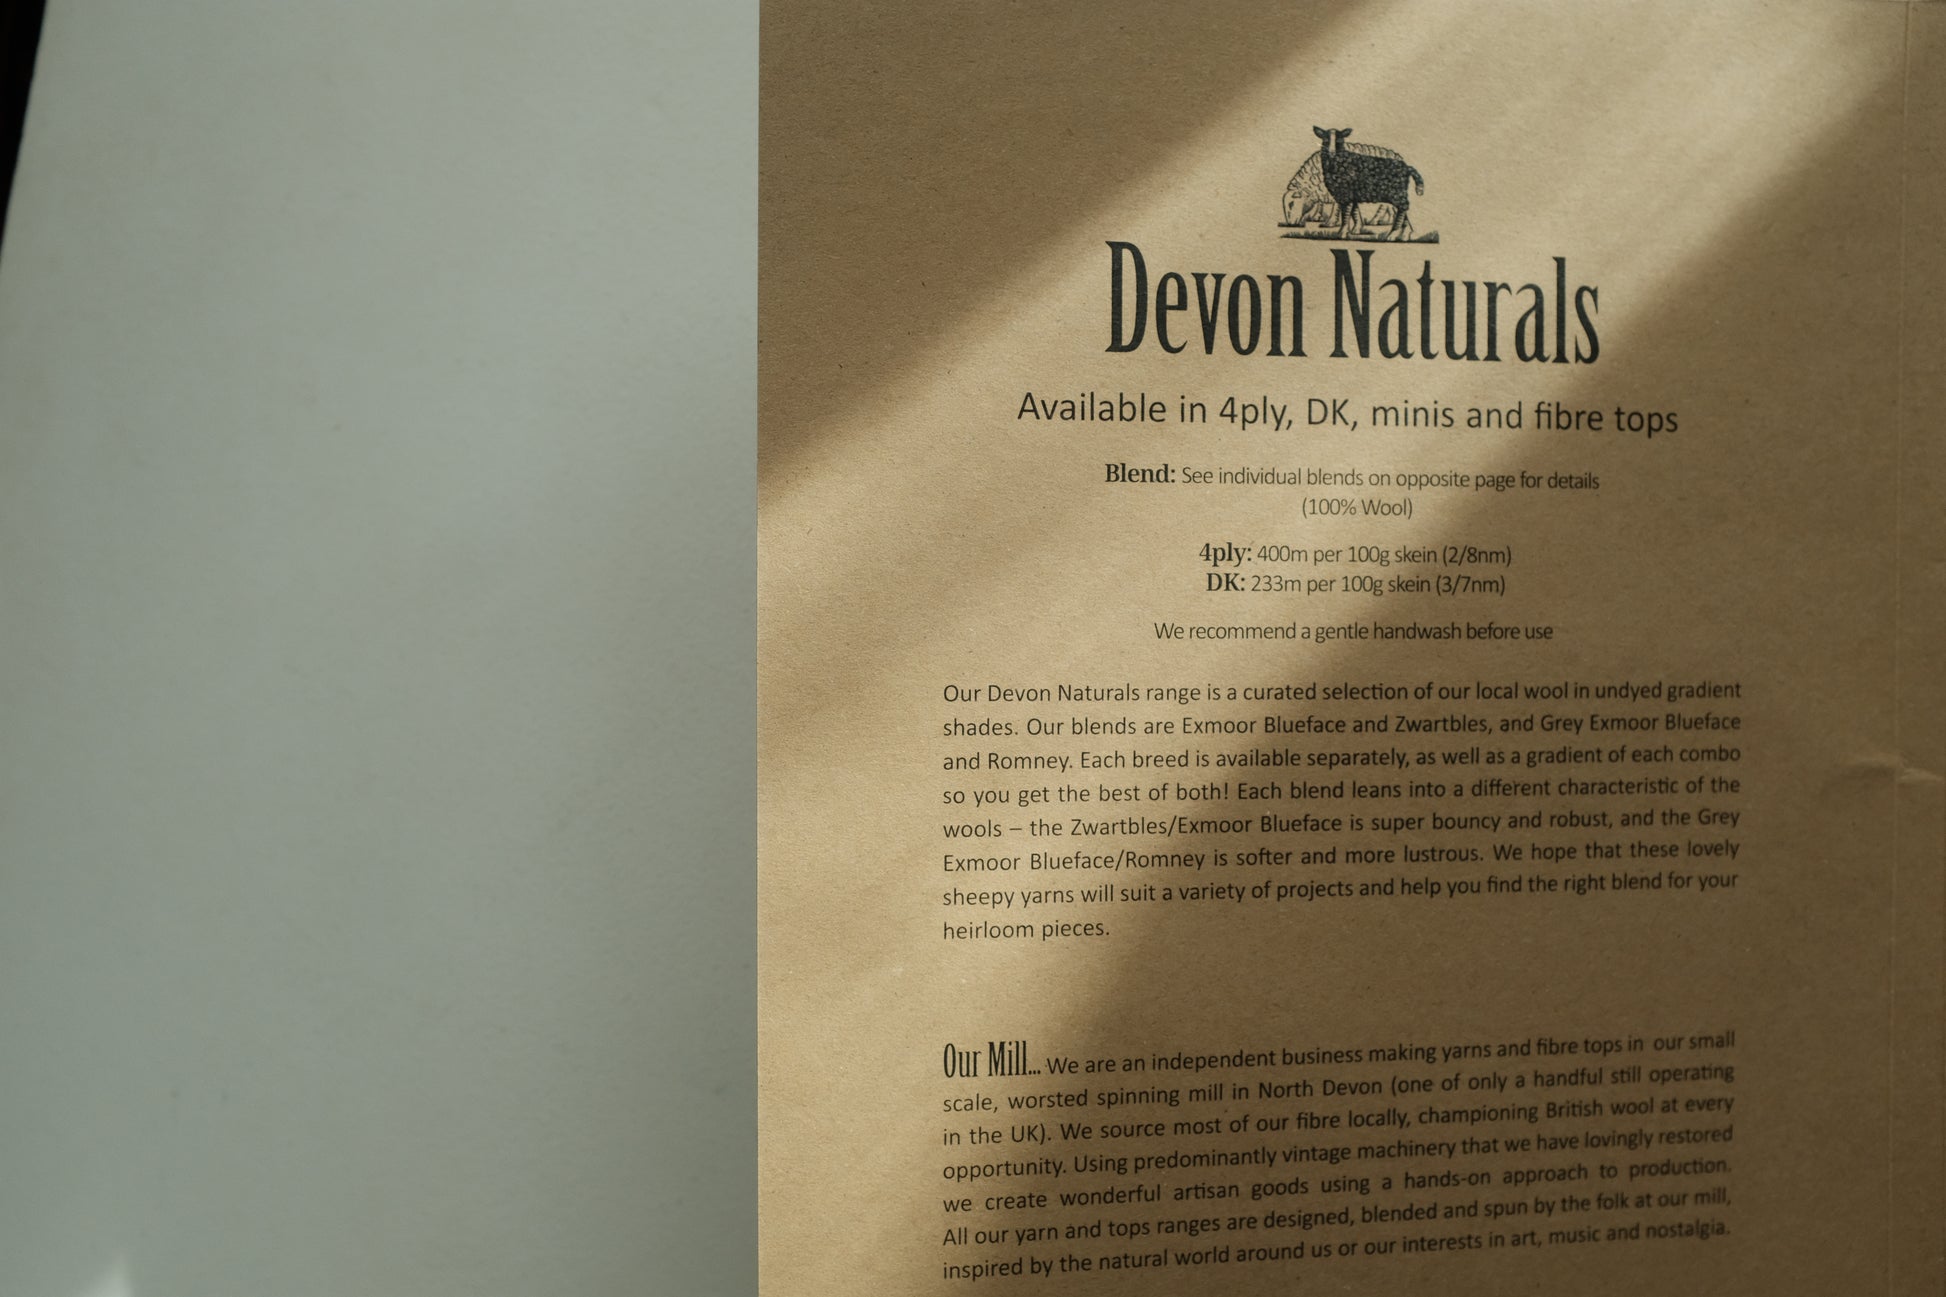 Devon Naturals
Available in 4ply, DK, minis and fibre tops
Blend: See individual blends on opposite page for details
(100% Wool)
4ply: 400m per 100g skein (2/8nm)
DK: 233m per 100g skein (3/7nm)
We recommend a gentle handwash before use
Our Devon Naturals range is a curated selection of our local wool in undyed gradient
shades. Our blends are Exmoor Blueface and Zwartbles, and Grey Exmoor Blueface
and Romney. Each breed is available separately, as well as a gradient of each combo
so you get the best of both! Each blend leans into a different characteristic of the
wools – the Zwartbles/Exmoor Blueface is super bouncy and robust, and the Grey
Exmoor Blueface/Romney is softer and more lustrous. We hope that these lovely
sheepy yarns will suit a variety of projects and help you find the right blend for your
heirloom pieces.
Our Mill... We are an independent business making yarns and fibre tops in our small
scale, worsted spinning mill in North Devon (one of only a handful still operating
in the UK). We source most of our fibre locally, championing British wool at every
opportunity. Using predominantly vintage machinery that we have lovingly restored
we create wonderful artisan goods using a hands-on approach to production.
All our yarn and tops ranges are designed, blended and spun by the folk at our mill,
inspired by the natural world around us or our interests in art, music and nostalgia.